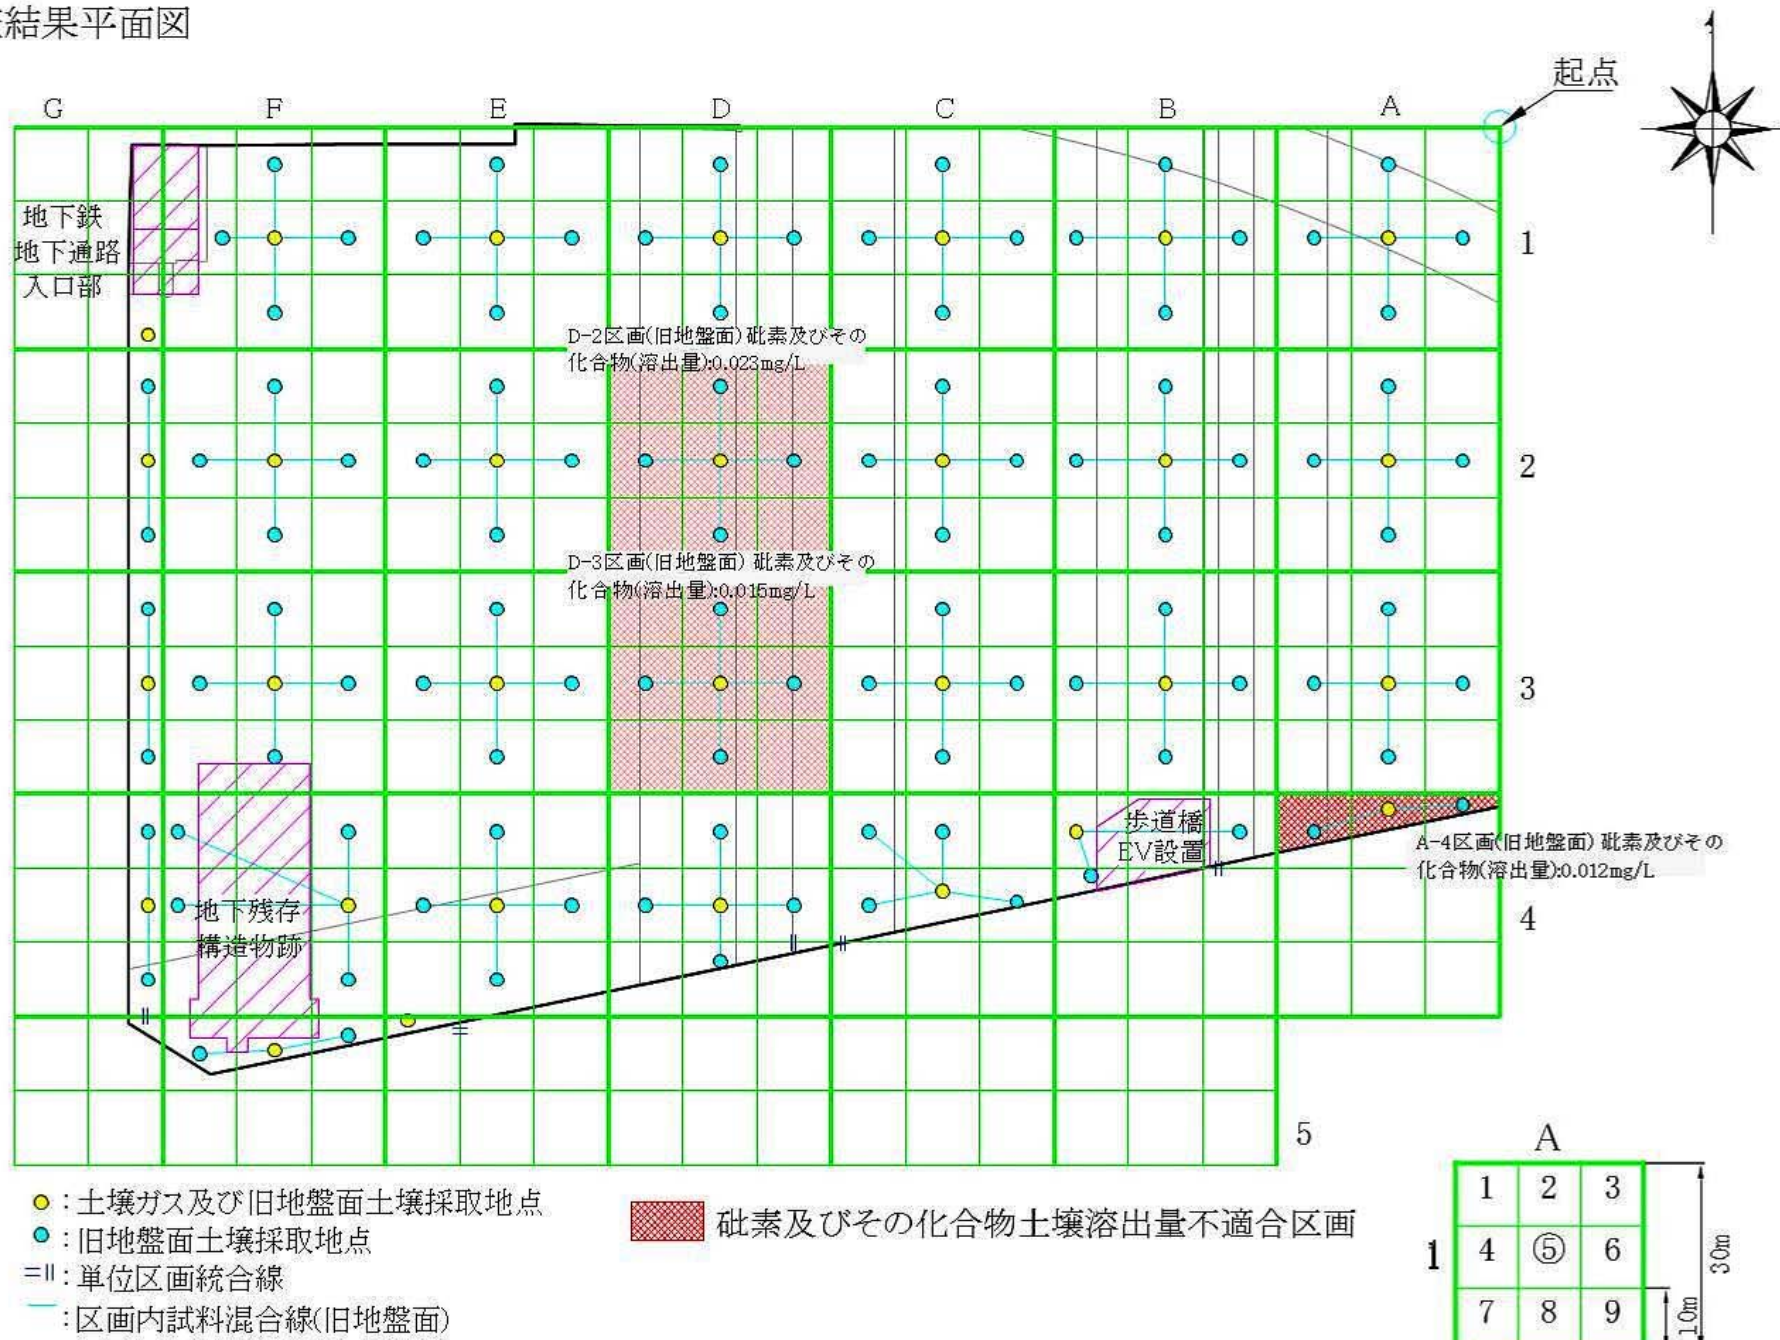 結果平面図
起点
G F E D C B A
地下鉄
地下通路
入口部
1
D-2区画(旧地盤面)砒素及びその
化合物(溶出量):0.023mg/L
2
D-3区画(旧地盤面) 砒素及びその
化合物(溶出量):0.015mg/L
3
歩道橋
EV設置
A-4区画(旧地盤面) 砒素及びその
化合物(溶出量):0.012mg/L
4
地下残存
構造物跡
5
:土壌ガス及び旧地盤面土壌採取地点
:旧地盤面土壌採取地点
:単位区画統合線
:区画内試料混合線(旧地盤面)
砒素及びその化合物土壌溶出量不適合区画
A
1 2 3
1 4 ⑤ 6
7 8 9
30m
10m